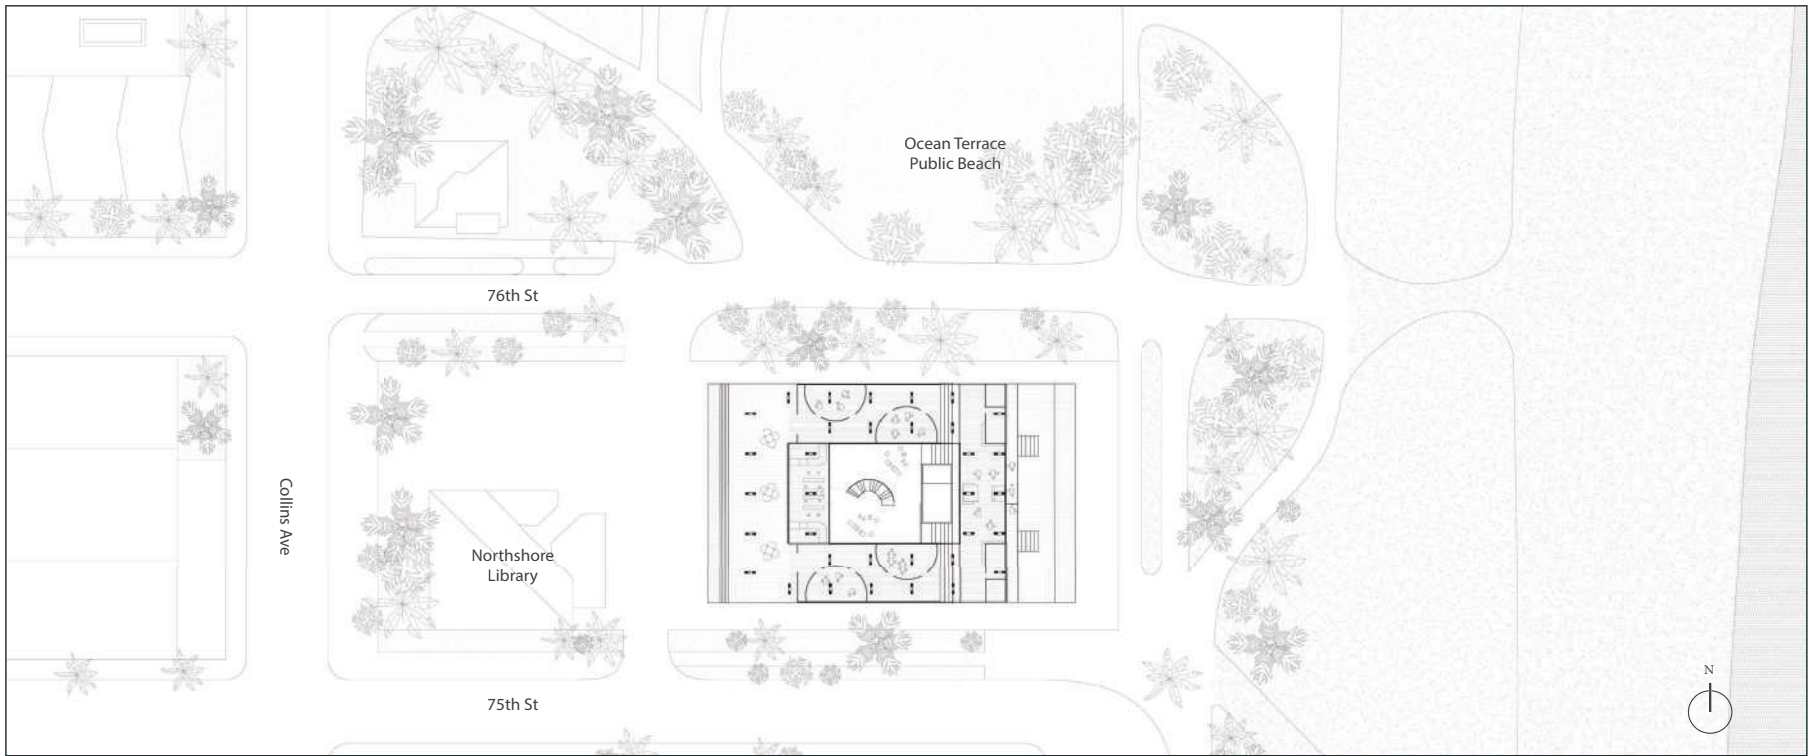 Ocean Terrace
Public Beach
76th St
Collins Ave
Northshore
Library
N
75th St